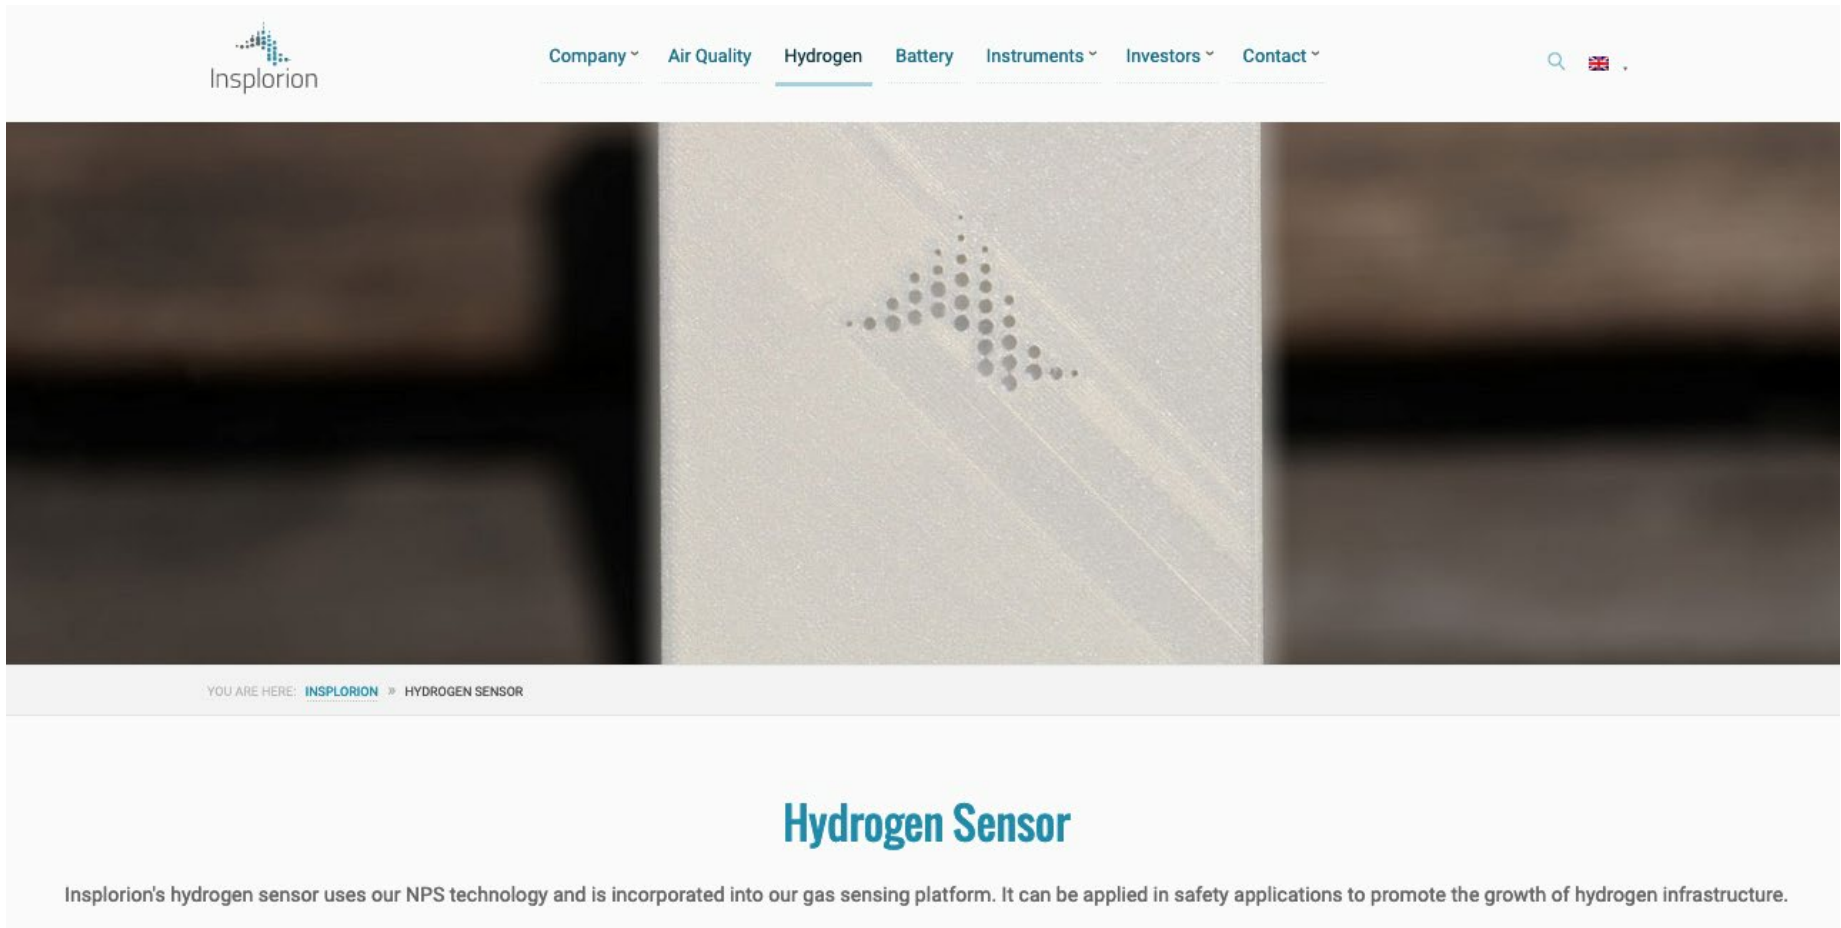 Insplorion
Company Air Quality Hydrogen Battery Instruments Investors Contact
YOU ARE HERE: INSPLORION » HYDROGEN SENSOR
Hydrogen Sensor
Insplorion's hydrogen sensor uses our NPS technology and is incorporated into our gas sensing platform. It can be applied in safety applications to promote the growth of hydrogen infrastructure.